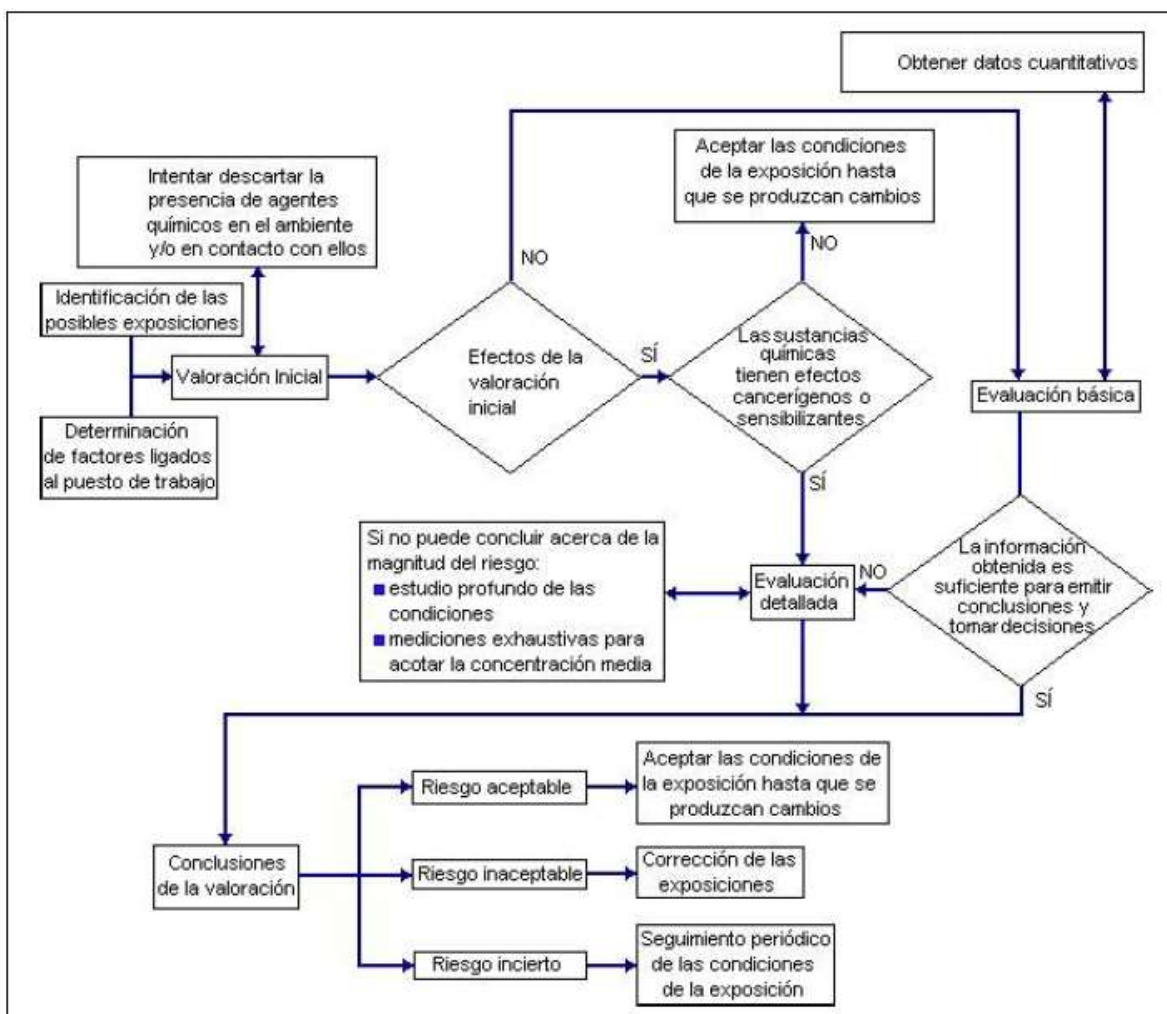 Obtener datos cuantitativos
Intentar descartar la
presencia de agentes
químicos en el ambiente
y/o en contacto con ellos
Aceptar las condiciones
de la exposición hasta
que se produzcan cambios
NO
NO
Identificación de las
posibles exposiciones
Valoración Inicial
Determinación
de factores ligados
al puesto de trabajo
Efectos de la
valoración
inicial
SÍ
Las sustancias
químicas
tienen efectos
cancerígenos o
sensibilizantes
SÍ
Evaluación básica
La información
obtenida es
suficiente para emitir
conclusiones y
tomar decisiones
NO
SÍ
Si no puede concluir acerca de la
magnitud del riesgo:
■ estudio profundo de las
condiciones
■ mediciones exhaustivas para
acotar la concentración media
Evaluación
detallada
Conclusiones
de la valoración
Riesgo aceptable
Aceptar las condiciones de
la exposición hasta que se
produzcan cambios
Riesgo inaceptable
Corrección de las
exposiciones
Riesgo incierto
Seguimiento periódico
de las condiciones
de la exposición